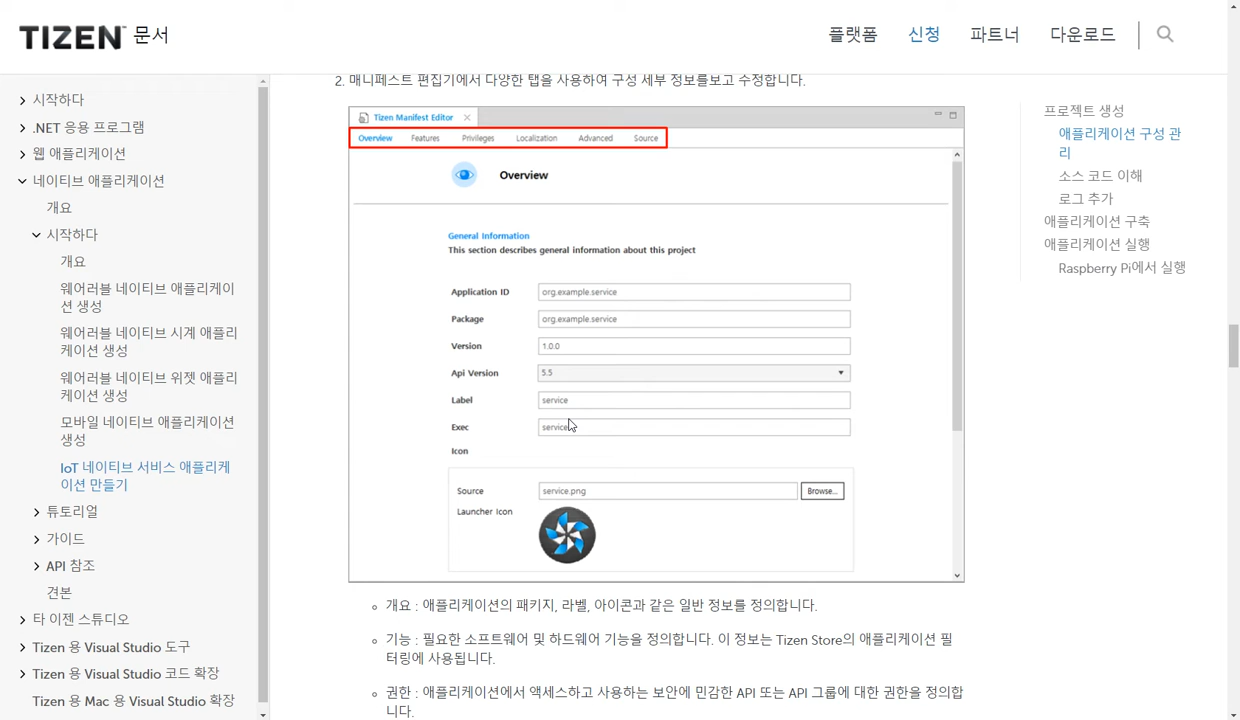 TIZEN™ 문서
플랫폼
신청
파트너
다운로드
시작하다
.NET 응용 프로그램
웹 애플리케이션
네이티브 애플리케이션
개요
시작하다
개요
웨어러블 네이티브 애플리케이
션 생성
웨어러블 네이티브 시계 애플리
케이션 생성
웨어러블 네이티브 위젯 애플리
케이션 생성
모바일 네이티브 애플리케이션
생성
IoT 네이티브 서비스 애플리케
이션 만들기
튜토리얼
가이드
API 참조
견본
타 이젠 스튜디오
Tizen 용 Visual Studio 도구
Tizen 용 Visual Studio 코드 확장
Tizen 용 Mac 용 Visual Studio 확장
2. 매니페스트 편집기에서 다양한 탭을 사용하여 구성 세부 정보를보고 수정합니다.
Tizen Manifest Editor
Overview Features Privileges Localization Advanced Source
Overview
General Information
This section describes general information about this project
Application ID org.example.service
Package org.example.service
Version 1.0.0
Api Version 5.5
Label service
Exec service
Icon
Source service.png Browse...
Launcher Icon
개요 : 애플리케이션의 패키지, 라벨, 아이콘과 같은 일반 정보를 정의합니다.
기능 : 필요한 소프트웨어 및 하드웨어 기능을 정의합니다. 이 정보는 Tizen Store의 애플리케이션 필
터링에 사용됩니다.
권한 : 애플리케이션에서 액세스하고 사용하는 보안에 민감한 API 또는 API 그룹에 대한 권한을 정의합
니다.
프로젝트 생성
애플리케이션 구성 관
리
소스 코드 이해
로그 추가
애플리케이션 구축
애플리케이션 실행
Raspberry Pi에서 실행